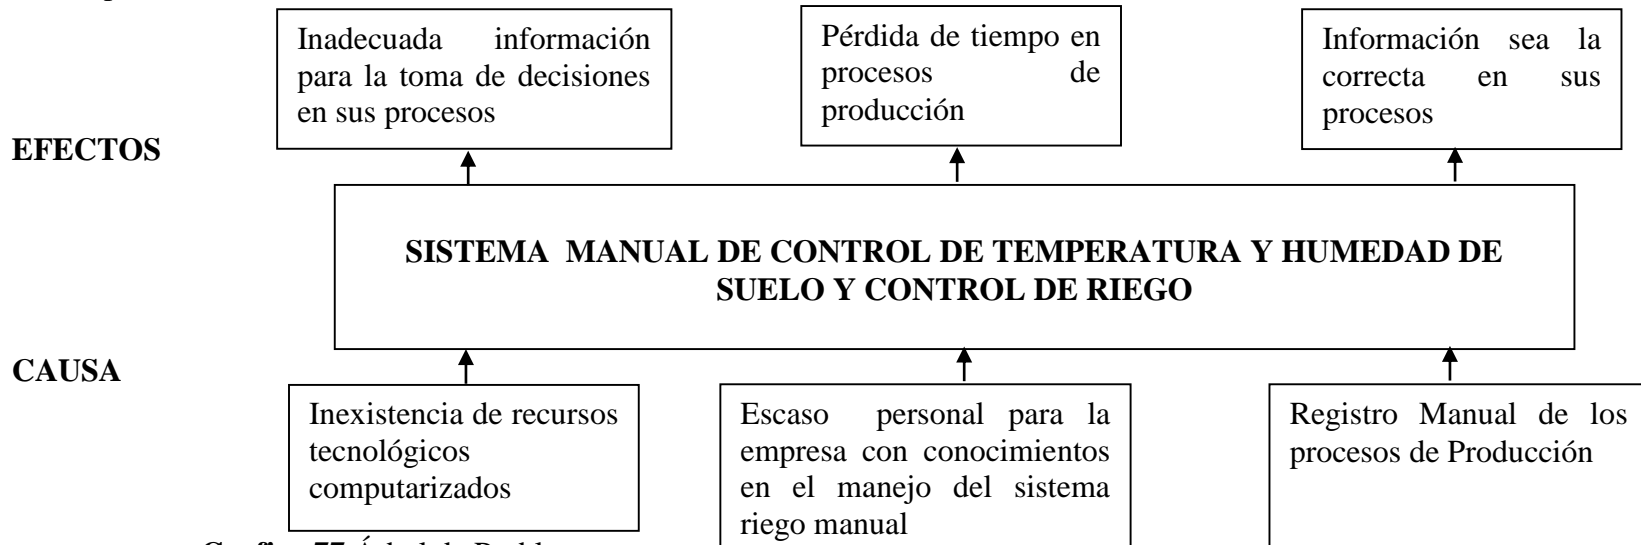 Inadecuada información
para la toma de decisiones
en sus procesos
Pérdida de tiempo en
procesos de
producción
Información sea la
correcta en sus
procesos
EFECTOS
SISTEMA MANUAL DE CONTROL DE TEMPERATURA Y HUMEDAD DE
SUELO Y CONTROL DE RIEGO
CAUSA
Inexistencia de recursos
tecnológicos
computarizados
Escaso personal para la
empresa con conocimientos
en el manejo del sistema
riego manual
Registro Manual de los
procesos de Producción